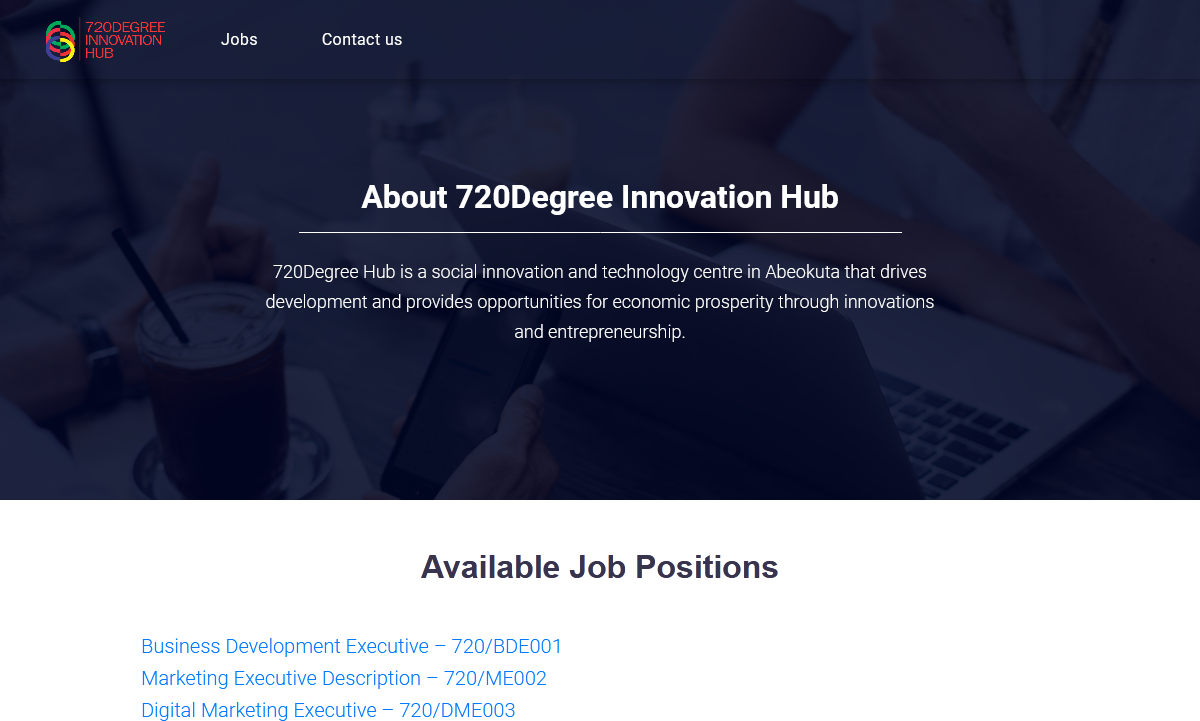 720DEGREE
INNOVATION
HUB
Jobs
Contact us
About 720Degree Innovation Hub
720Degree Hub is a social innovation and technology centre in Abeokuta that drives
development and provides opportunities for economic prosperity through innovations
and entrepreneurship.
Available Job Positions
Business Development Executive – 720/BDE001
Marketing Executive Description – 720/ME002
Digital Marketing Executive – 720/DME003